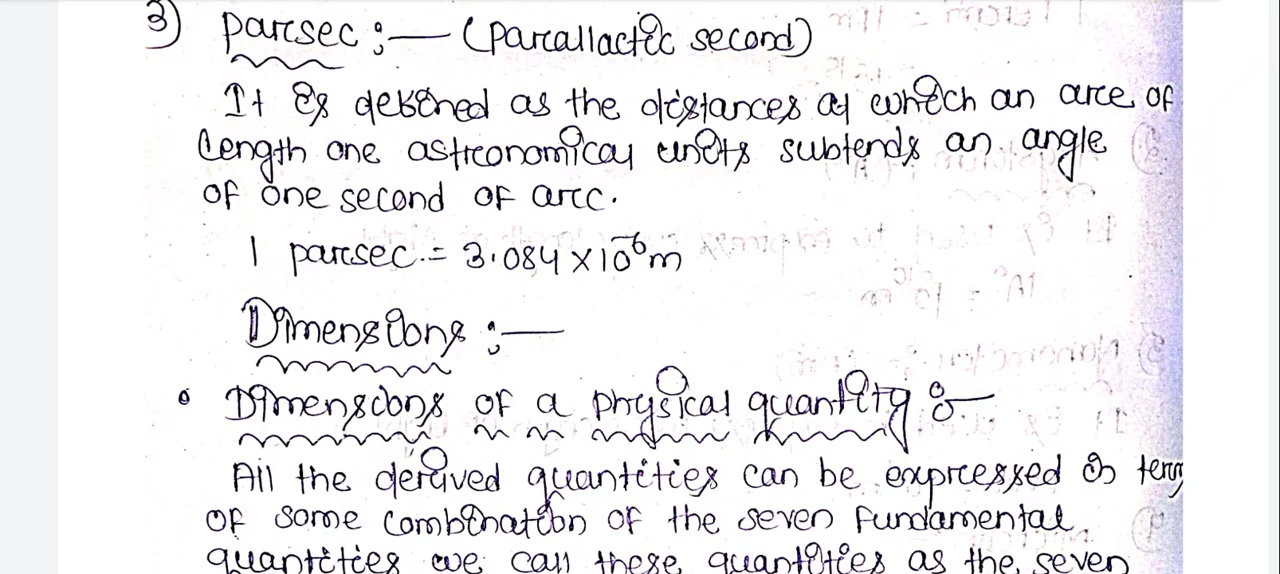 3) parsec :— (parallactic second)
It is defined as the distances at which an arc of
length one astronomical units subtends an angle
of one second of arc.
1 parsec = 3.084 × 10⁻⁶m
Dimensions :—
• Dimensions of a physical quantity :—
All the derived quantities can be expressed in term
of some combination of the seven fundamental
quantities we call these quantities as the seven